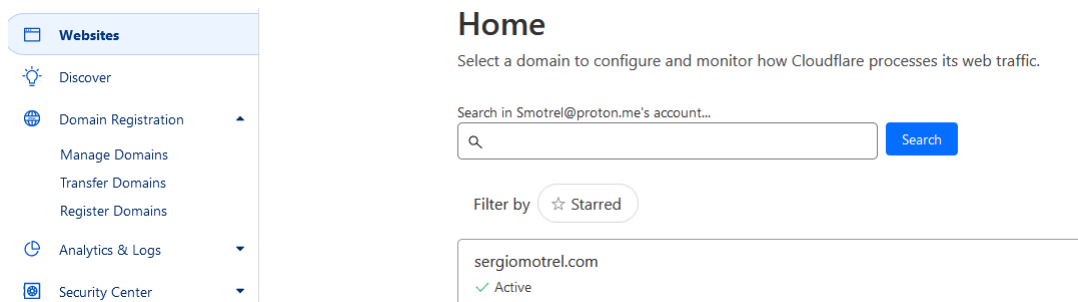 Websites
Discover
Domain Registration
Manage Domains
Transfer Domains
Register Domains
Analytics & Logs
Security Center
Home
Select a domain to configure and monitor how Cloudflare processes its web traffic.
Search in Smotrel@proton.me's account...
Search
Filter by
Starred
sergiomotrel.com
Active